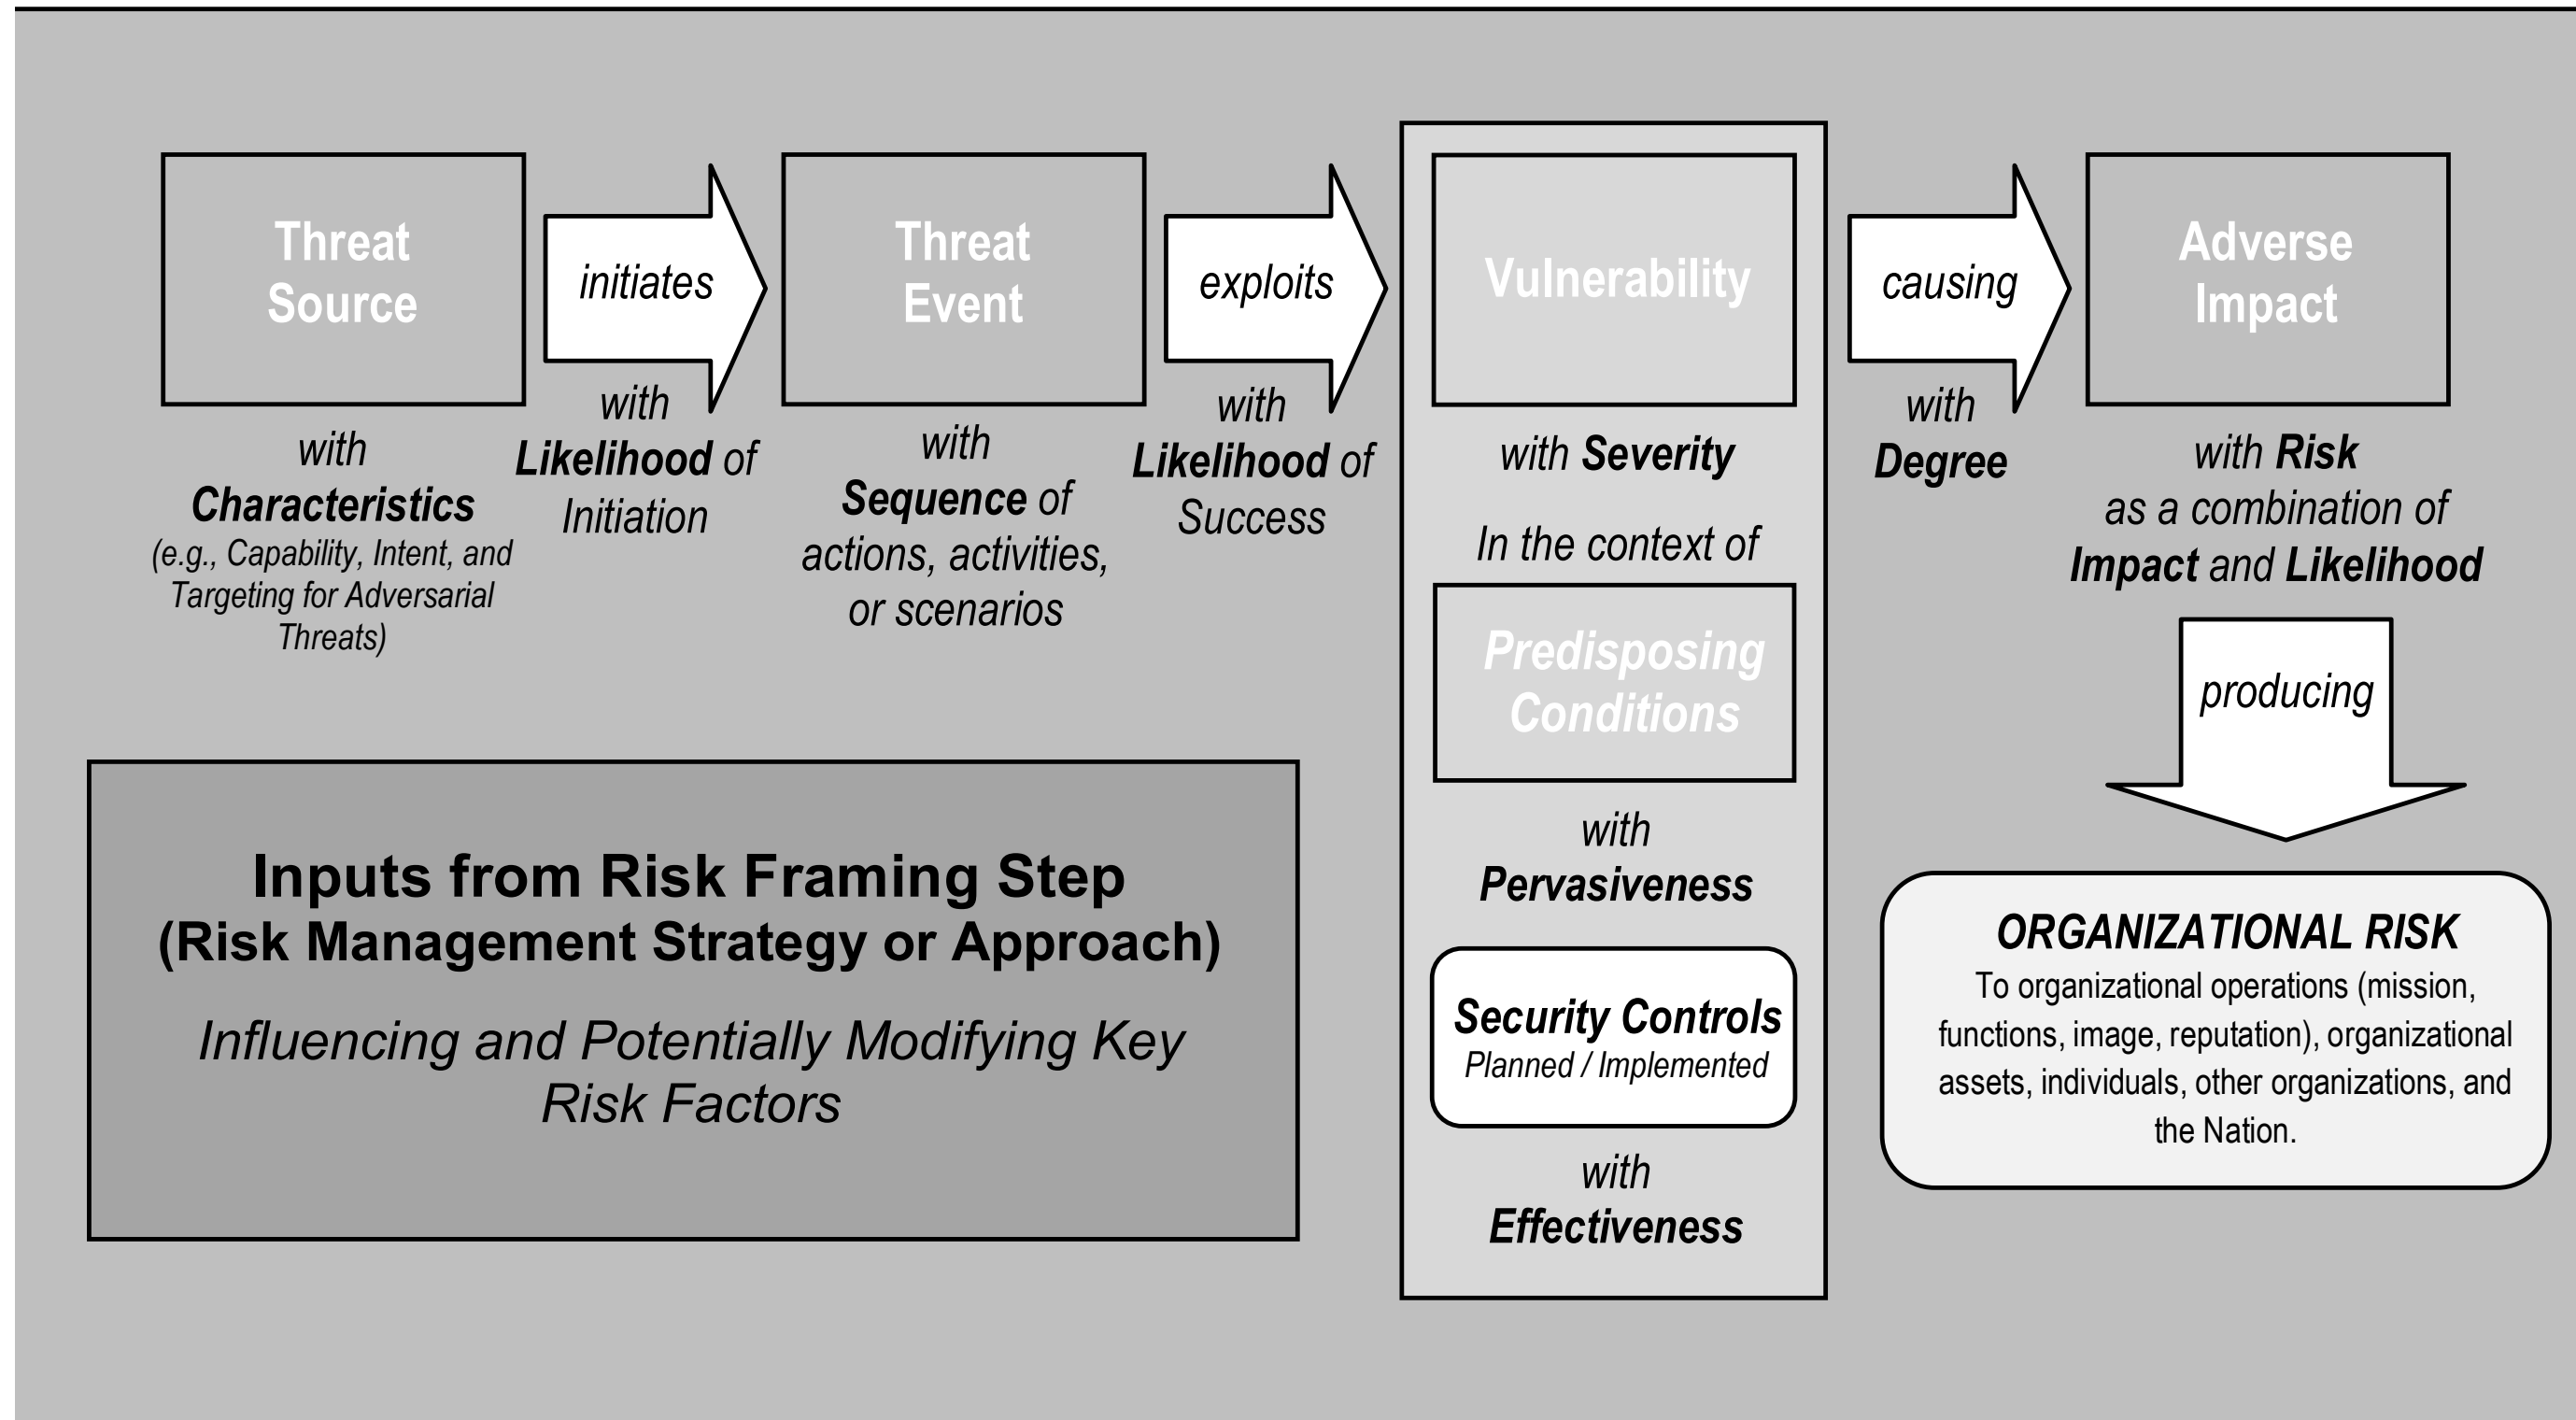 Threat
Source
with
Characteristics
(e.g., Capability, Intent, and
Targeting for Adversarial
Threats)
initiates
with
Likelihood of
Initiation
Threat
Event
with
Sequence of
actions, activities,
or scenarios
exploits
with
Likelihood of
Success
Vulnerability
with Severity
In the context of
Predisposing
Conditions
with
Pervasiveness
Security Controls
Planned / Implemented
with
Effectiveness
causing
with
Degree
Adverse
Impact
with Risk
as a combination of
Impact and Likelihood
producing
ORGANIZATIONAL RISK
To organizational operations (mission,
functions, image, reputation), organizational
assets, individuals, other organizations, and
the Nation.
Inputs from Risk Framing Step
(Risk Management Strategy or Approach)
Influencing and Potentially Modifying Key
Risk Factors